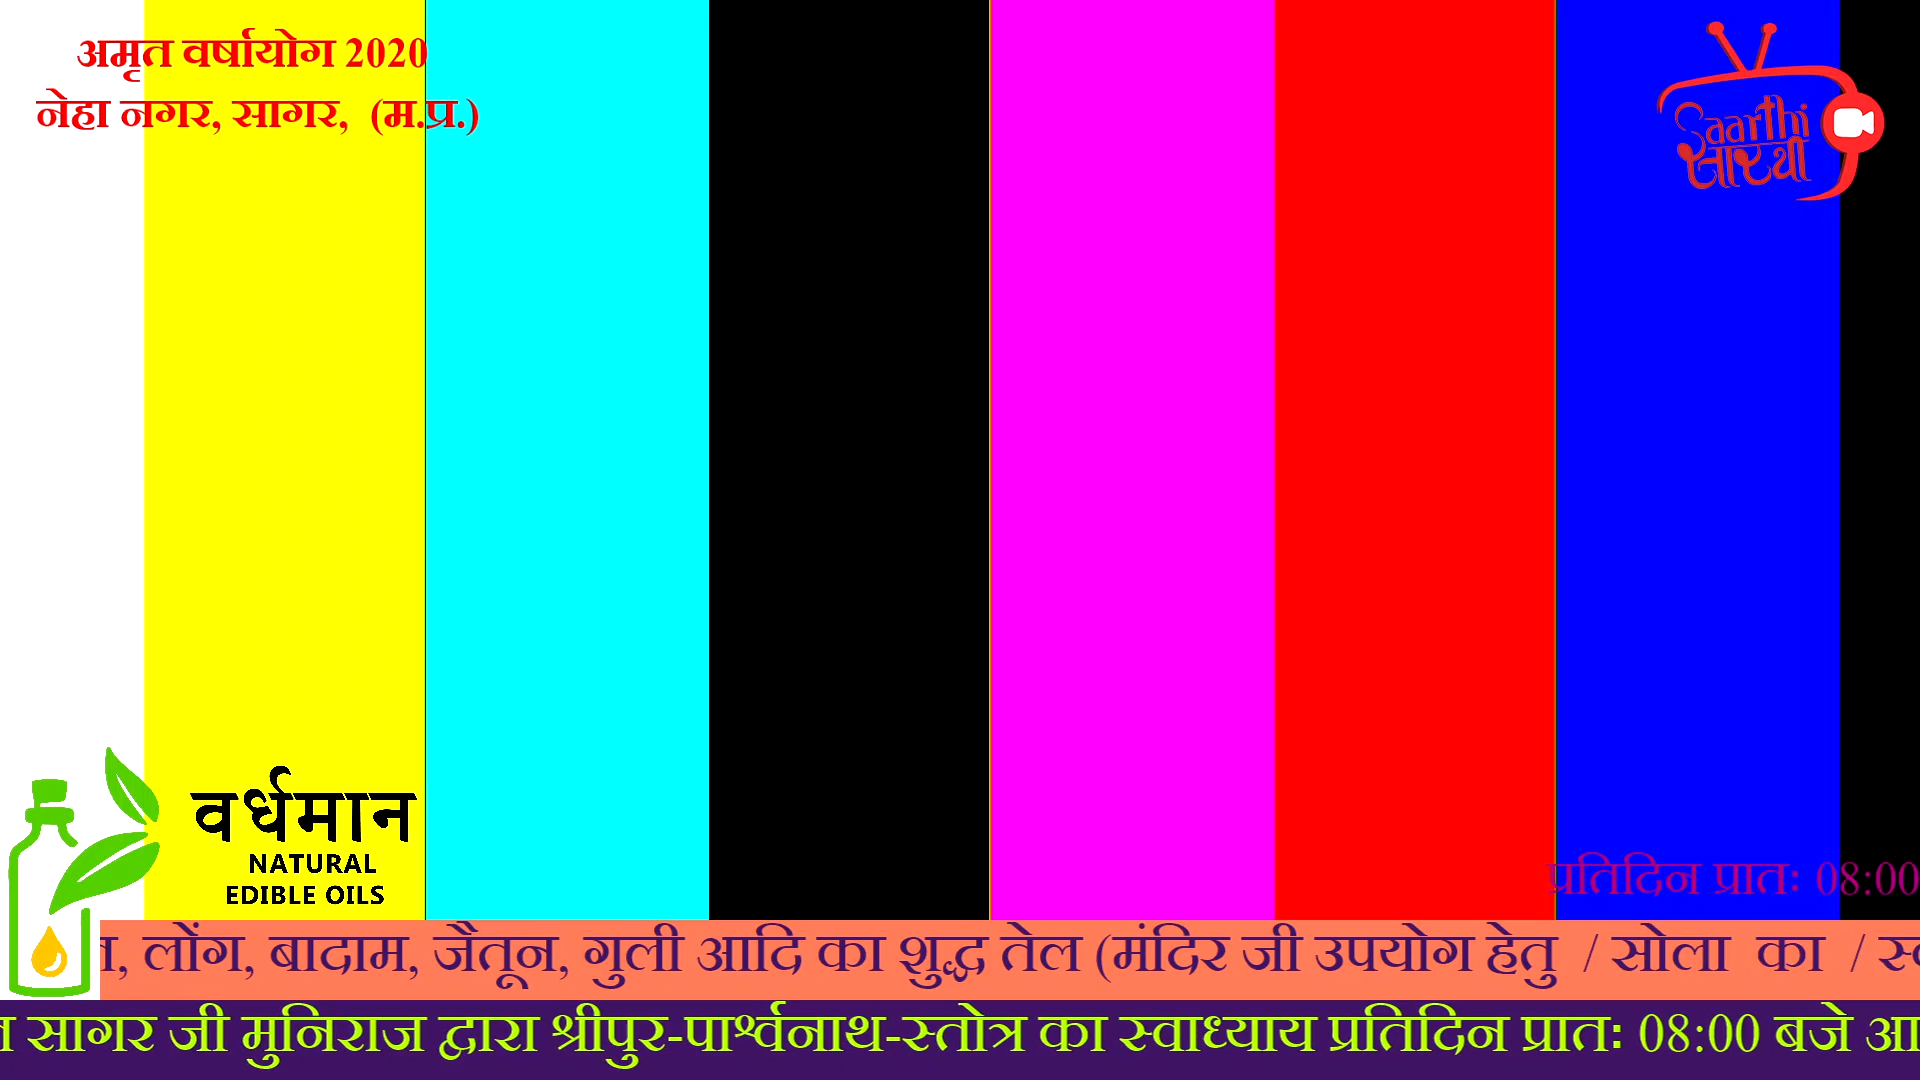 अमृत वर्षायोग 2020
नेहा नगर, सागर, (म.प्र.)
Saarthi
सारथी
वर्धमान
NATURAL
EDIBLE OILS
प्रतिदिन प्रातः 08:00
, लोंग, बादाम, जैतून, गुली आदि का शुद्ध तेल (मंदिर जी उपयोग हेतु / सोला का /
सागर जी मुनिराज द्वारा श्रीपुर-पार्श्वनाथ-स्तोत्र का स्वाध्याय प्रतिदिन प्रातः 08:00 बजे